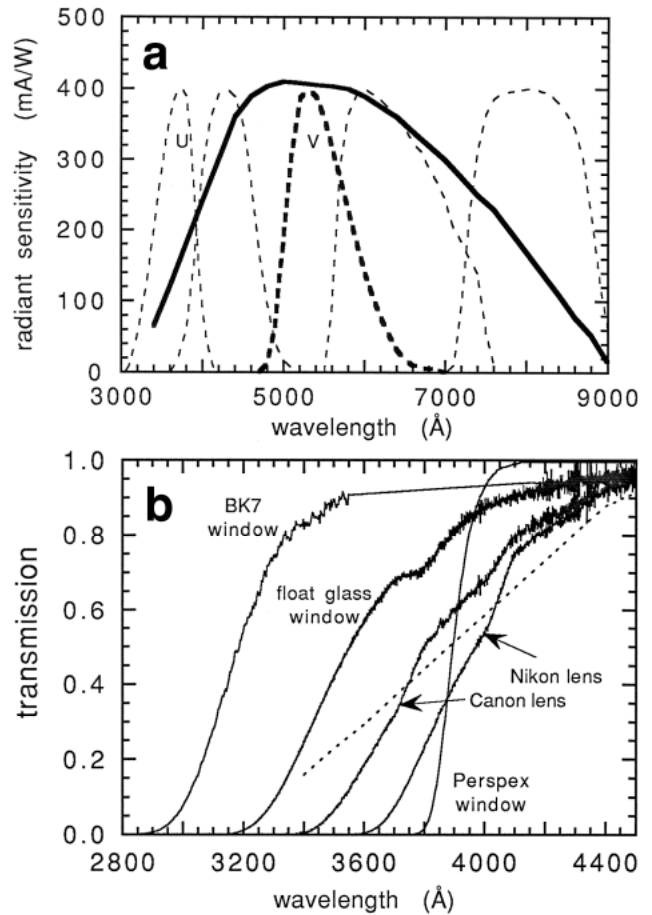 500
400
300
200
100
0
radiant sensitivity (mA/W)
a
U
V
3000
5000
7000
9000
wavelength (Å)
1.0
0.8
0.6
0.4
0.2
0.0
transmission
b
BK7
window
float glass
window
Nikon lens
Canon lens
Perspex
window
2800
3200
3600
4000
4400
wavelength (Å)